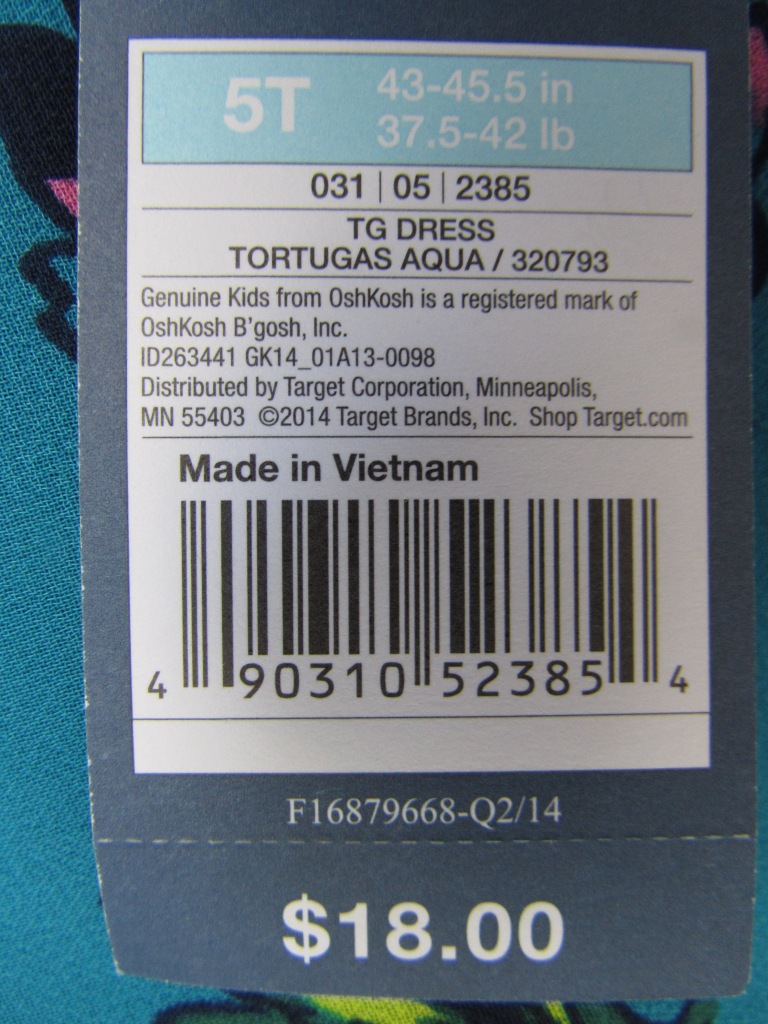 5T 43-45.5 in
37.5-42 lb
031 | 05 | 2385
TG DRESS
TORTUGAS AQUA / 320793
Genuine Kids from OshKosh is a registered mark of
OshKosh B'gosh, Inc.
ID263441 GK14_01A13-0098
Distributed by Target Corporation, Minneapolis,
MN 55403 ©2014 Target Brands, Inc. Shop Target.com
Made in Vietnam
4 90310 52385 4
F16879668-Q2/14
$18.00